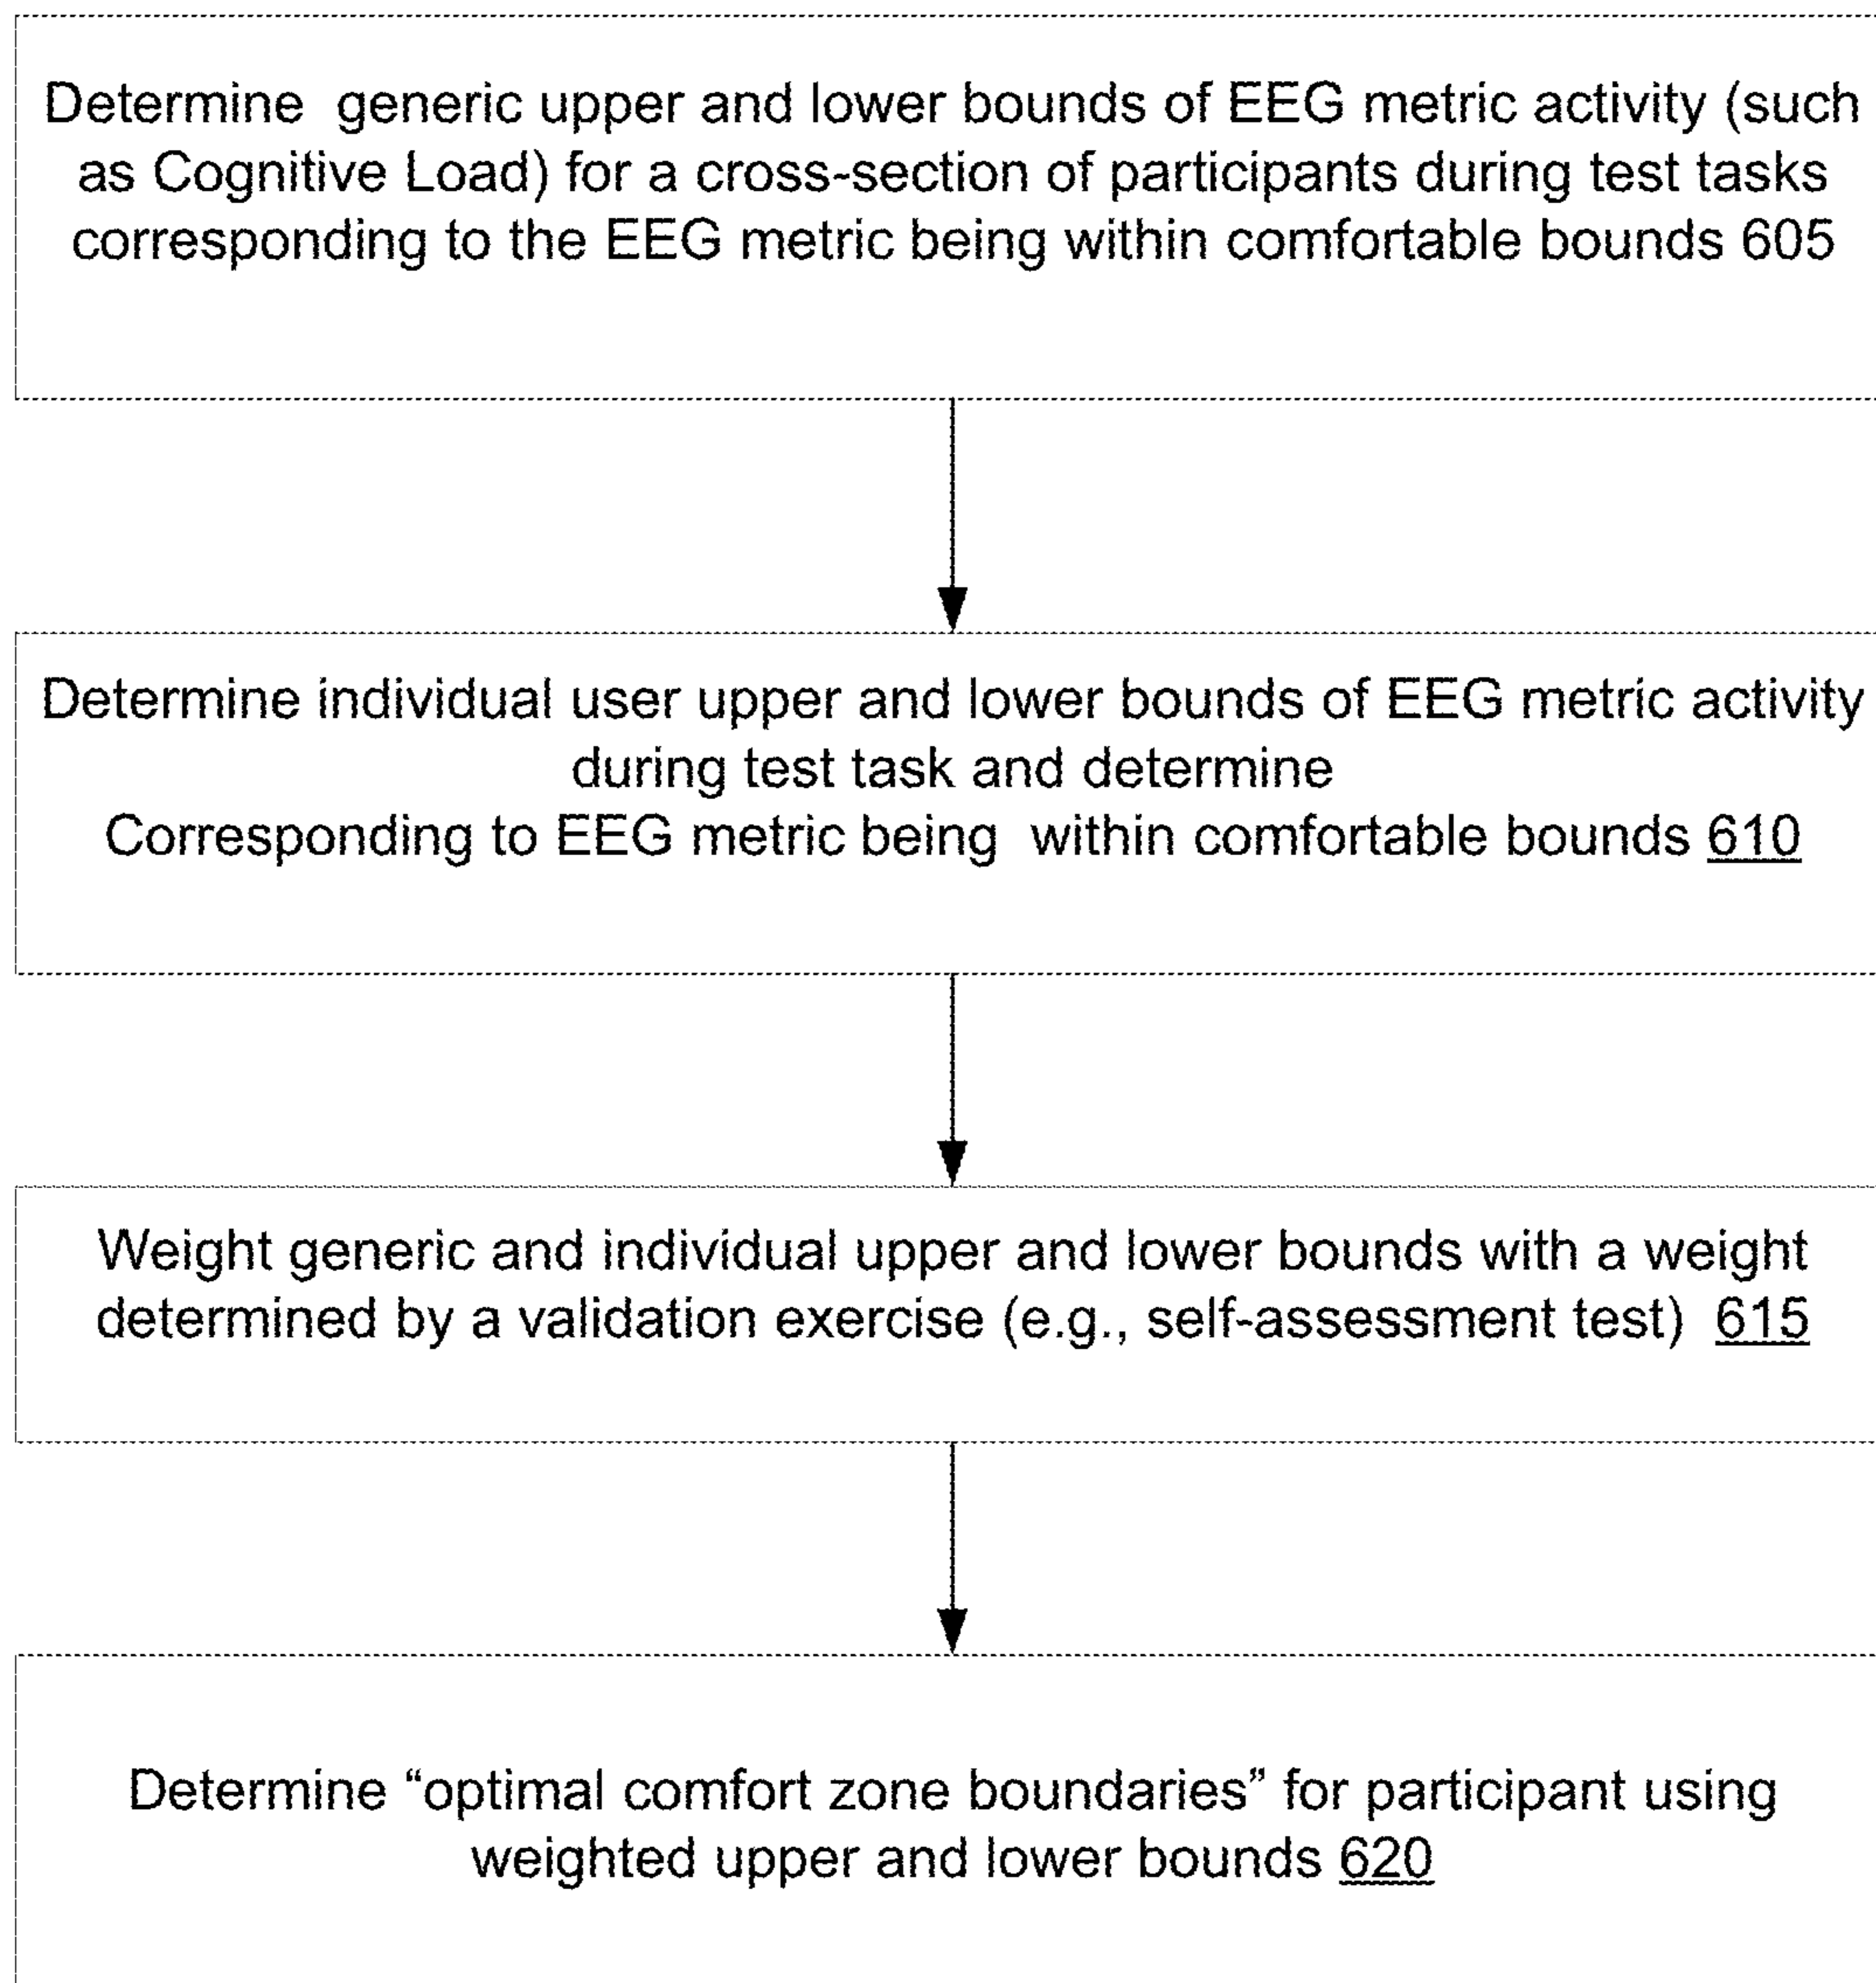 Determine generic upper and lower bounds of EEG metric activity (such
as Cognitive Load) for a cross-section of participants during test tasks
corresponding to the EEG metric being within comfortable bounds 605
Determine individual user upper and lower bounds of EEG metric activity
during test task and determine
Corresponding to EEG metric being within comfortable bounds 610
Weight generic and individual upper and lower bounds with a weight
determined by a validation exercise (e.g., self-assessment test) 615
Determine “optimal comfort zone boundaries” for participant using
weighted upper and lower bounds 620